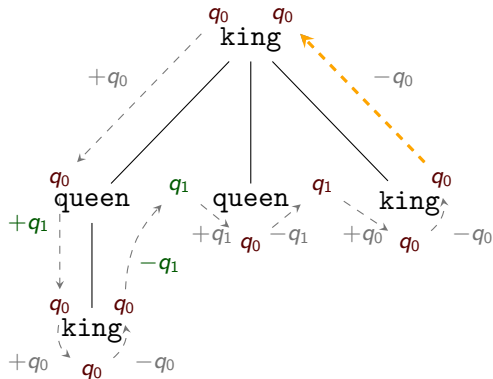 q₀ q₀
king
+q₀ −q₀
q₀ q₁ q₁ q₀
queen queen king
+q₁ +q₁ q₀ −q₁ +q₀ q₀ −q₀
−q₁
q₀ q₀
king
+q₀ q₀ −q₀